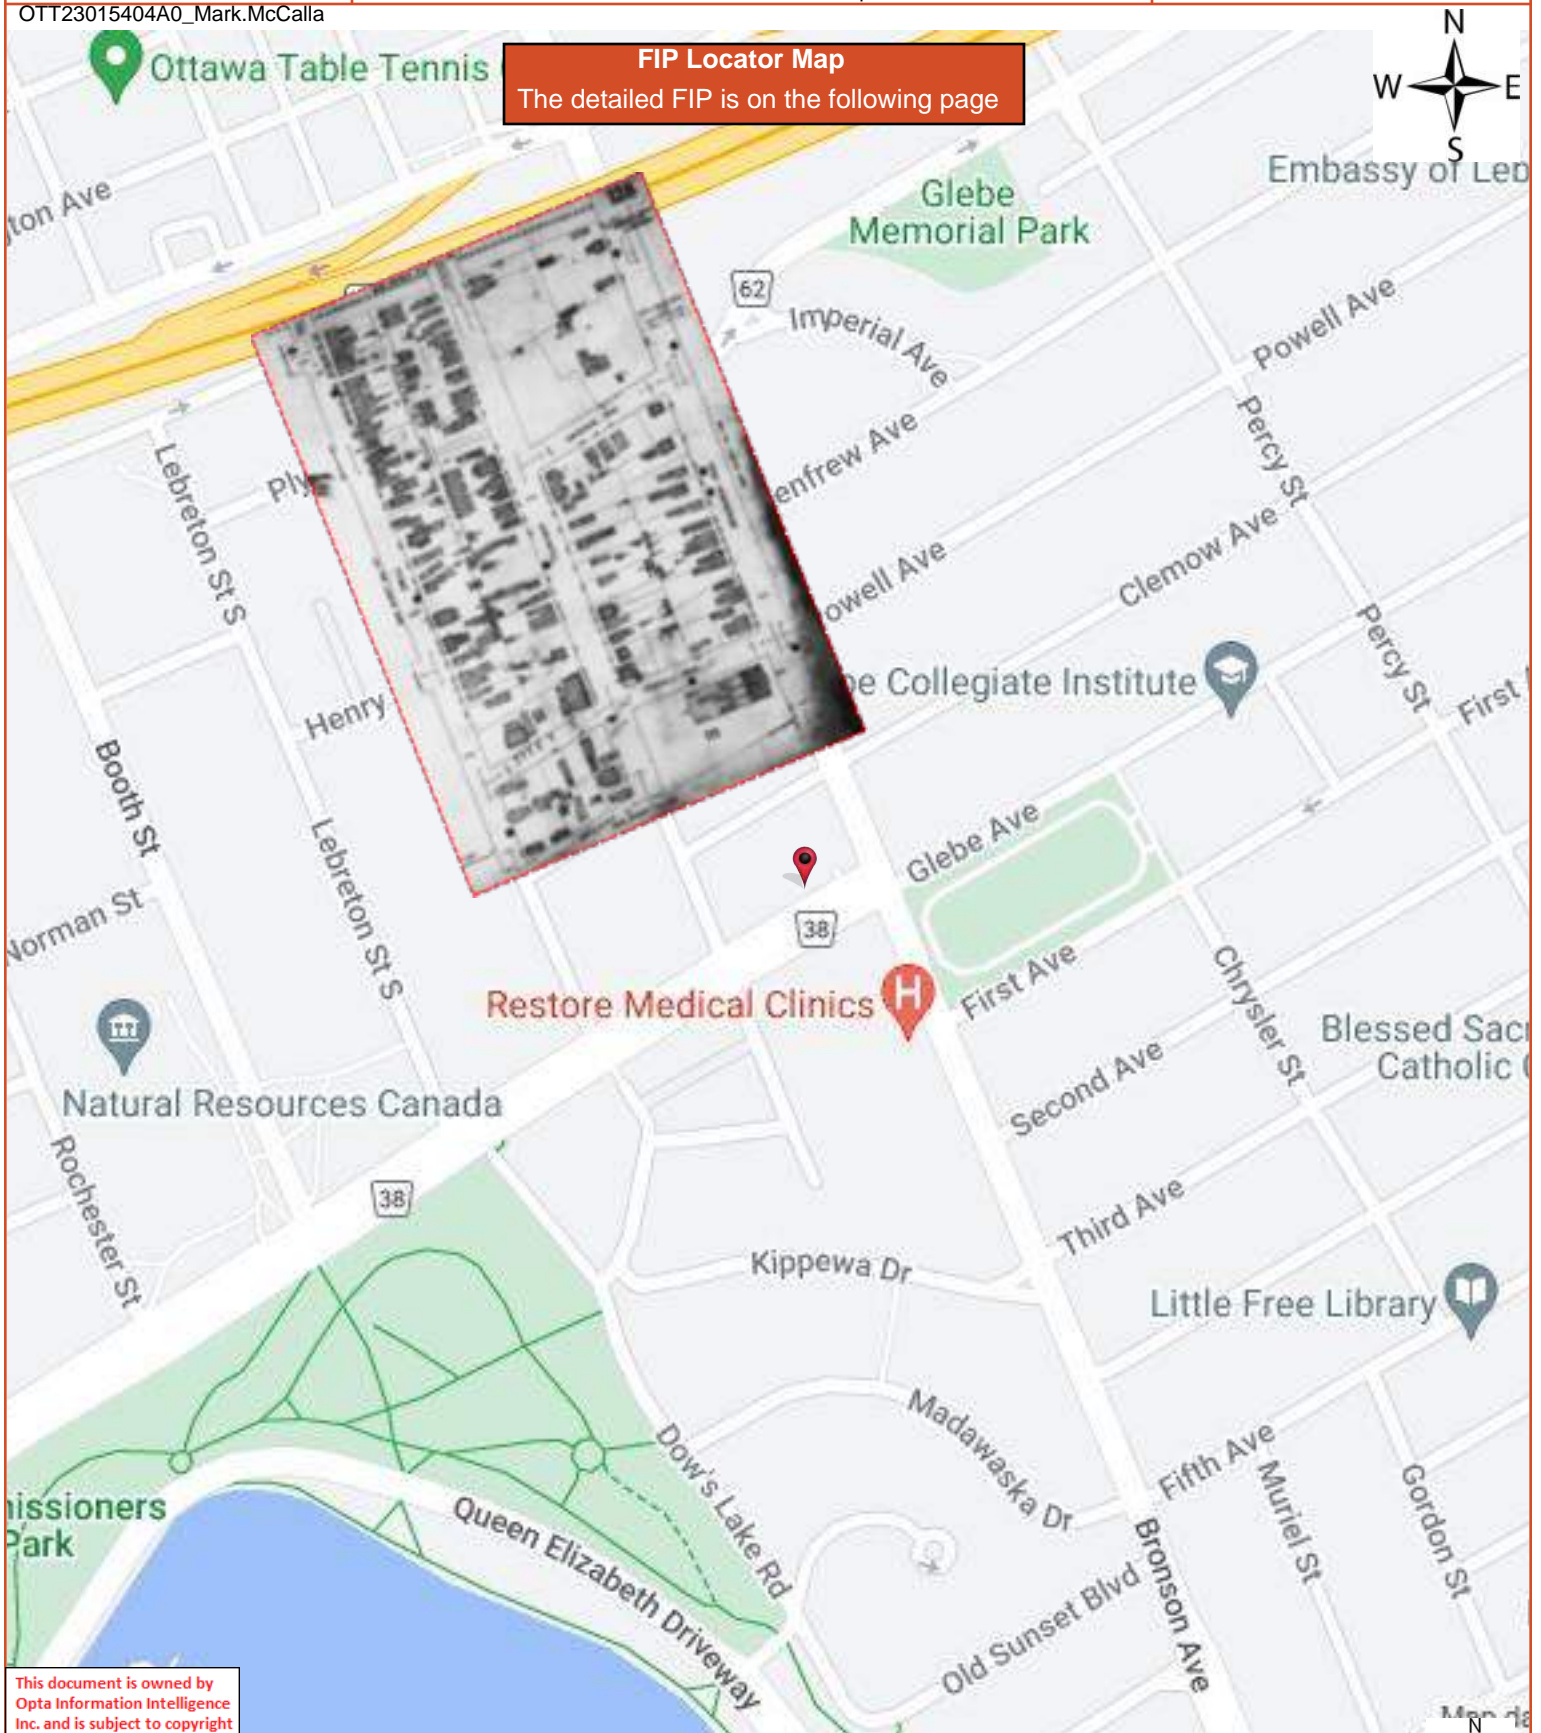 OTT23015404A0_Mark.McCalla
N
W
E
S
FIP Locator Map
The detailed FIP is on the following page
Ottawa Table Tennis
Embassy of Leb
gton Ave
Glebe
Memorial Park
62
Imperial Ave
Powell Ave
Percy St
enfrew Ave
Lebreton St S
Ply
Clemow Ave
owell Ave
Percy St
be Collegiate Institute
First
Henry
Booth St
Lebreton St S
Glebe Ave
Norman St
38
Restore Medical Clinics
H
First Ave
Chrysler St
Blessed Sac
Catholic
Natural Resources Canada
Second Ave
Rochester St
38
Third Ave
Kippewa Dr
Little Free Library
Madawaska Dr
Dow's Lake Rd
Fifth Ave
Muriel St
Gordon St
missioners
Park
Queen Elizabeth Driveway
Bronson Ave
Old Sunset Blvd
This document is owned by
Opta Information Intelligence
Inc. and is subject to copyright
Map da
N